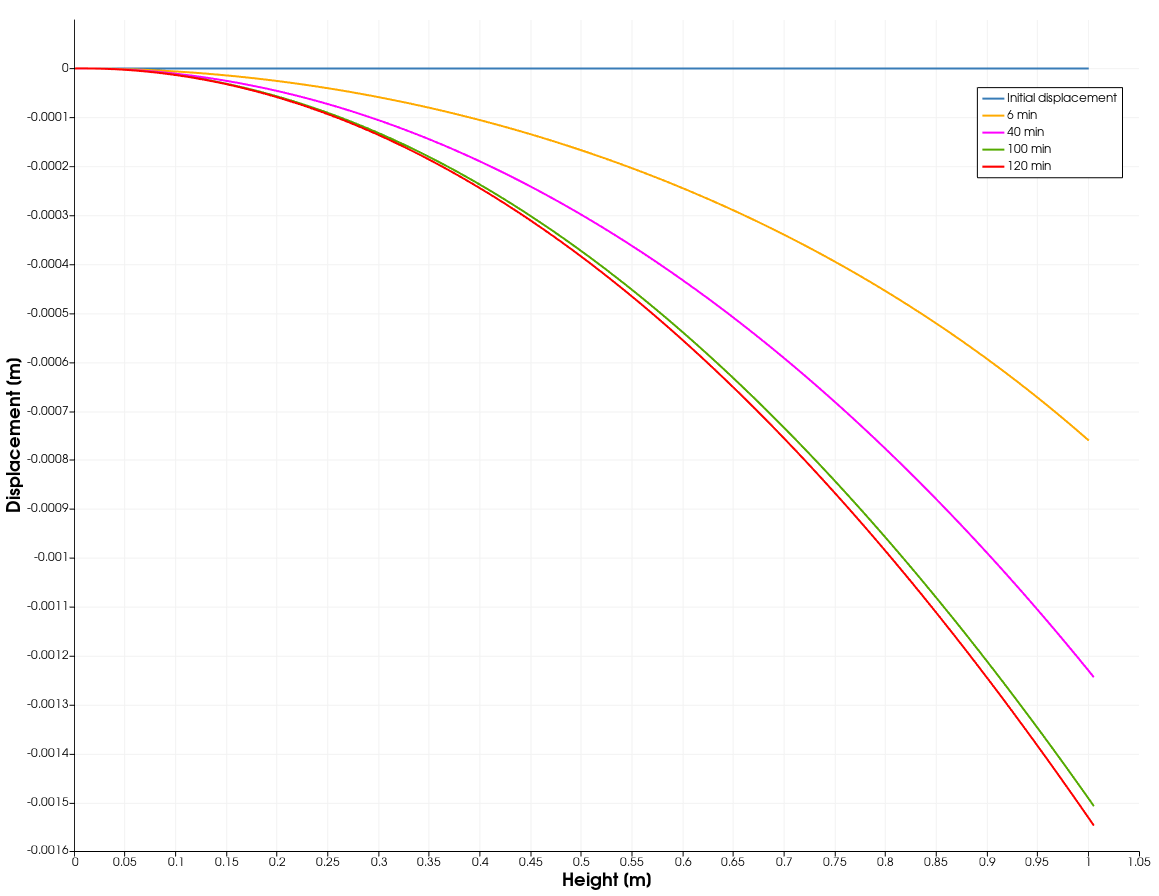 0
-0.0001
-0.0002
-0.0003
-0.0004
-0.0005
-0.0006
-0.0007
-0.0008
-0.0009
-0.001
-0.0011
-0.0012
-0.0013
-0.0014
-0.0015
-0.0016
Displacement (m)
Initial displacement
6 min
40 min
100 min
120 min
0 0.05 0.1 0.15 0.2 0.25 0.3 0.35 0.4 0.45 0.5 0.55 0.6 0.65 0.7 0.75 0.8 0.85 0.9 0.95 1 1.05
Height (m)